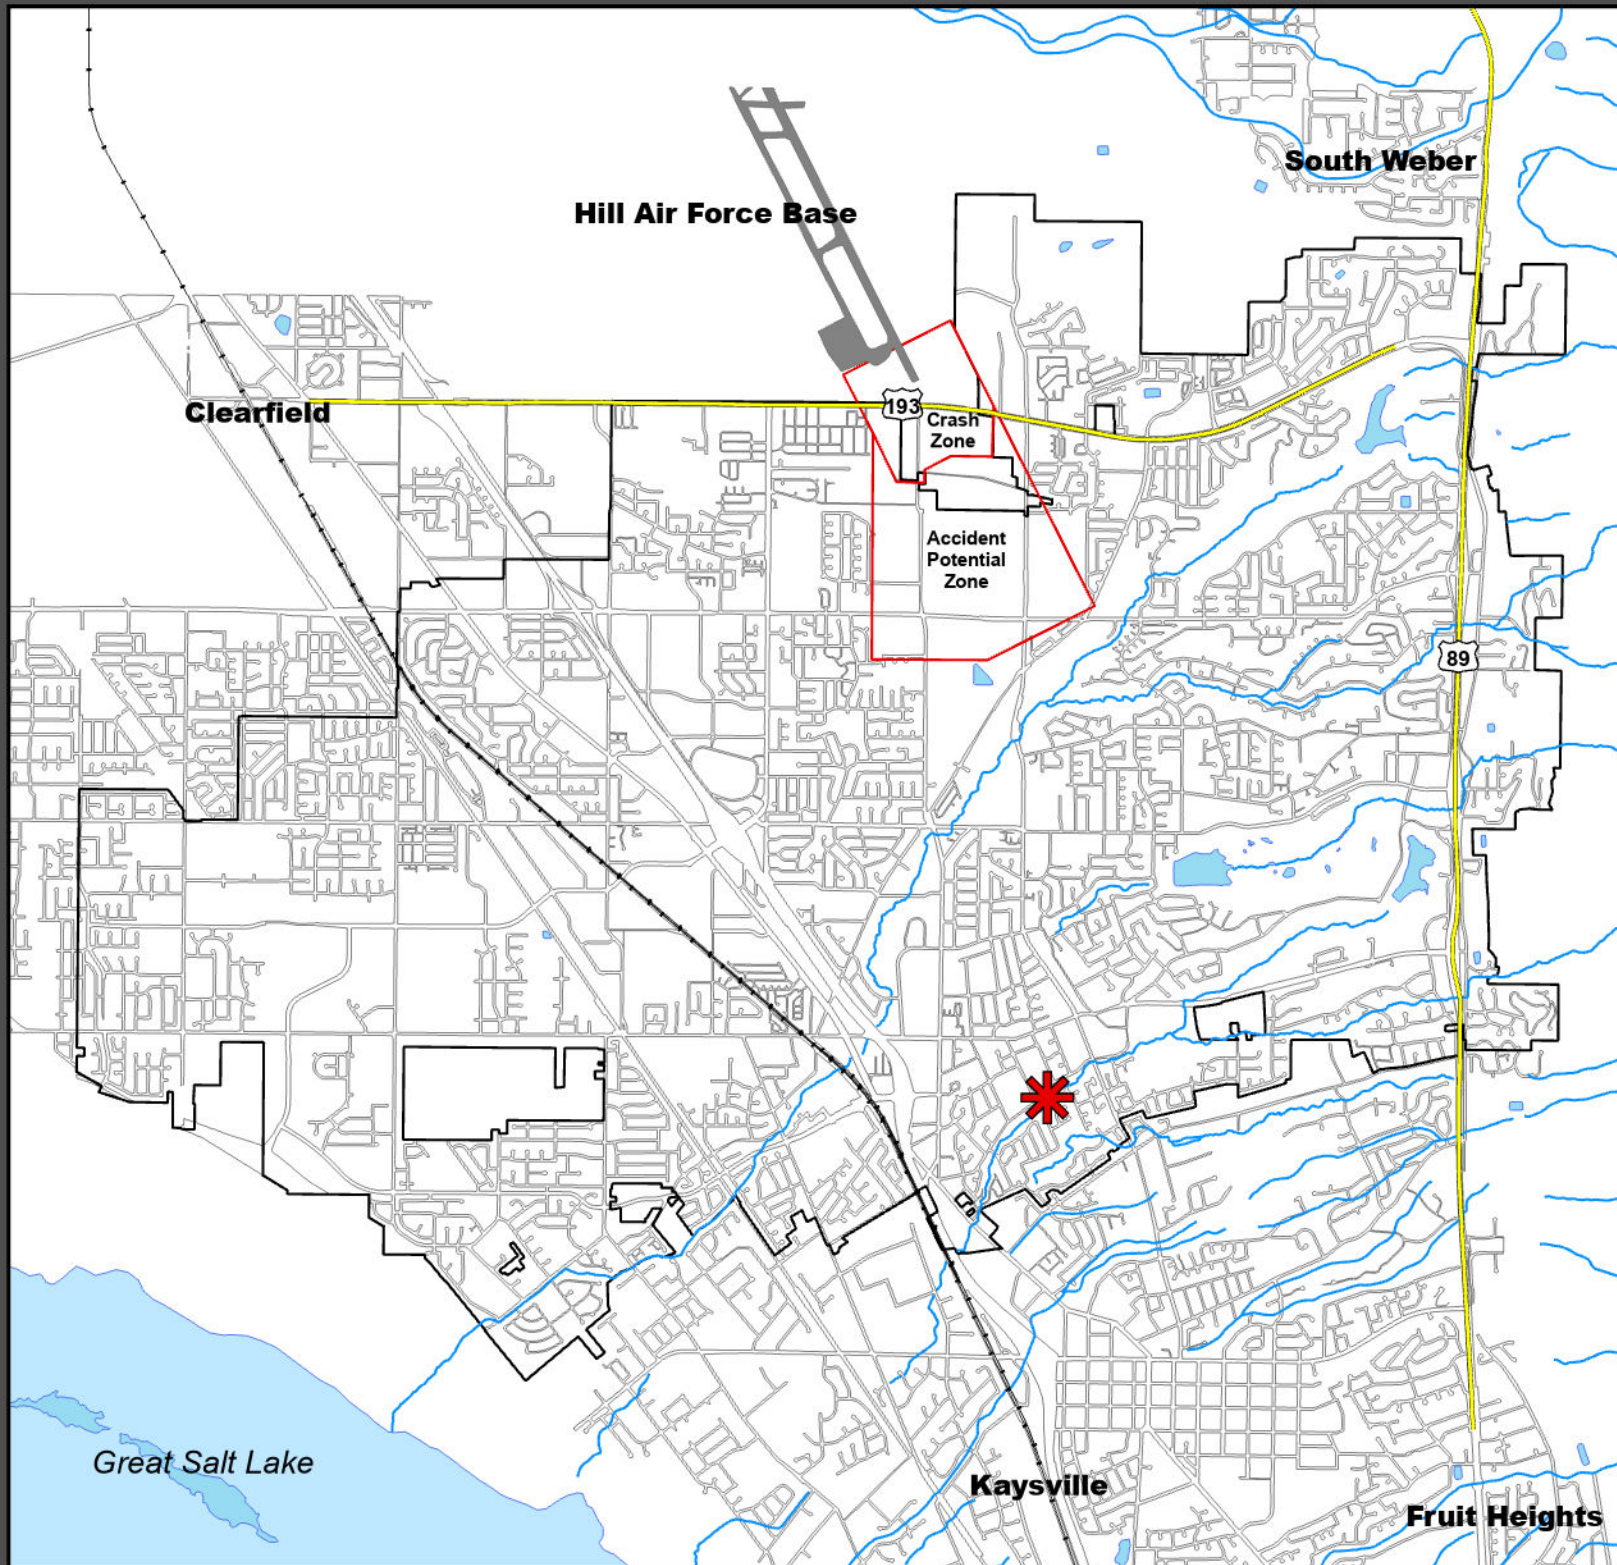 South Weber
Hill Air Force Base
Clearfield
193
Crash
Zone
Accident
Potential
Zone
89
Great Salt Lake
Kaysville
Fruit Heights